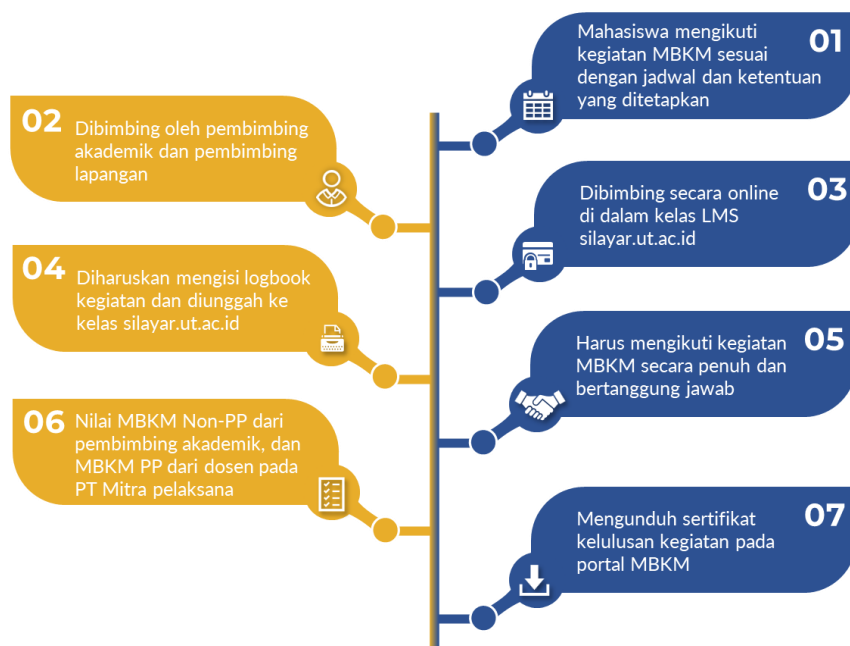 01
Mahasiswa mengikuti
kegiatan MBKM sesuai
dengan jadwal dan ketentuan
yang ditetapkan
02
Dibimbing oleh pembimbing
akademik dan pembimbing
lapangan
03
Dibimbing secara online
di dalam kelas LMS
silayar.ut.ac.id
04
Diharuskan mengisi logbook
kegiatan dan diunggah ke
kelas silayar.ut.ac.id
05
Harus mengikuti kegiatan
MBKM secara penuh dan
bertanggung jawab
06
Nilai MBKM Non-PP dari
pembimbing akademik, dan
MBKM PP dari dosen pada
PT Mitra pelaksana
07
Mengunduh sertifikat
kelulusan kegiatan pada
portal MBKM